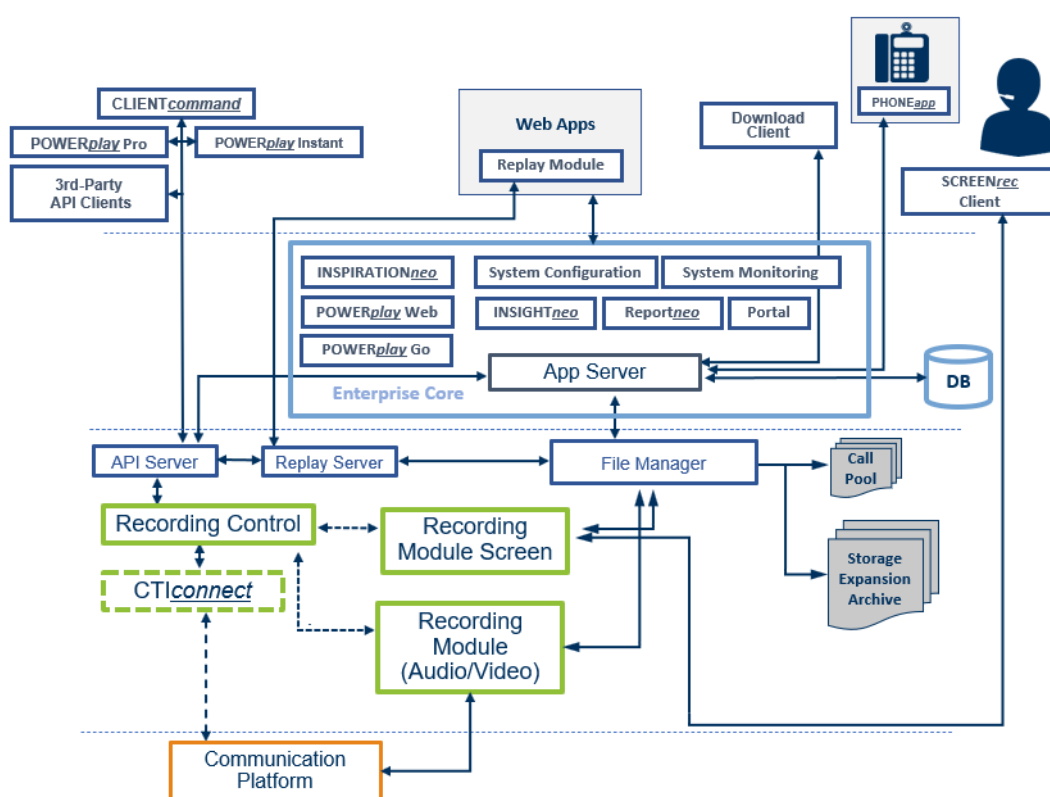 CLIENTcommand
POWERplay Pro
POWERplay Instant
3rd-Party
API Clients
Web Apps
Replay Module
Download
Client
PHONEapp
SCREENrec
Client
INSPIRATIONneo
System Configuration
System Monitoring
POWERplay Web
INSIGHTneo
Reportneo
Portal
POWERplay Go
App Server
Enterprise Core
DB
API Server
Replay Server
File Manager
Call
Pool
Recording Control
Recording
Module Screen
Storage
Expansion
Archive
CTIconnect
Recording
Module
(Audio/Video)
Communication
Platform